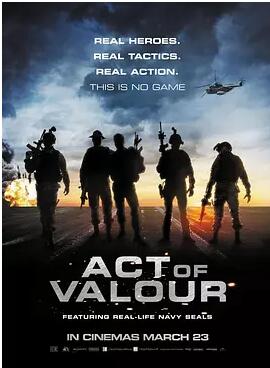 REAL HEROES.
REAL TACTICS.
REAL ACTION.
THIS IS NO GAME
ACT OF
VALOUR
FEATURING REAL-LIFE NAVY SEALS
IN CINEMAS MARCH 23